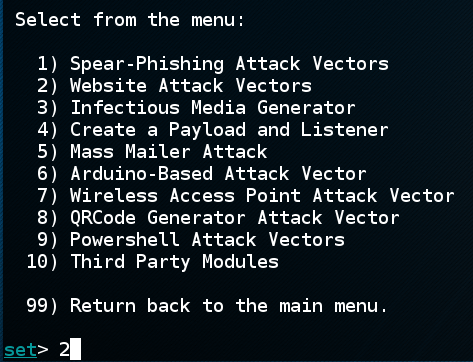 Select from the menu:
1) Spear-Phishing Attack Vectors
2) Website Attack Vectors
3) Infectious Media Generator
4) Create a Payload and Listener
5) Mass Mailer Attack
6) Arduino-Based Attack Vector
7) Wireless Access Point Attack Vector
8) QRCode Generator Attack Vector
9) Powershell Attack Vectors
10) Third Party Modules
99) Return back to the main menu.
set> 2